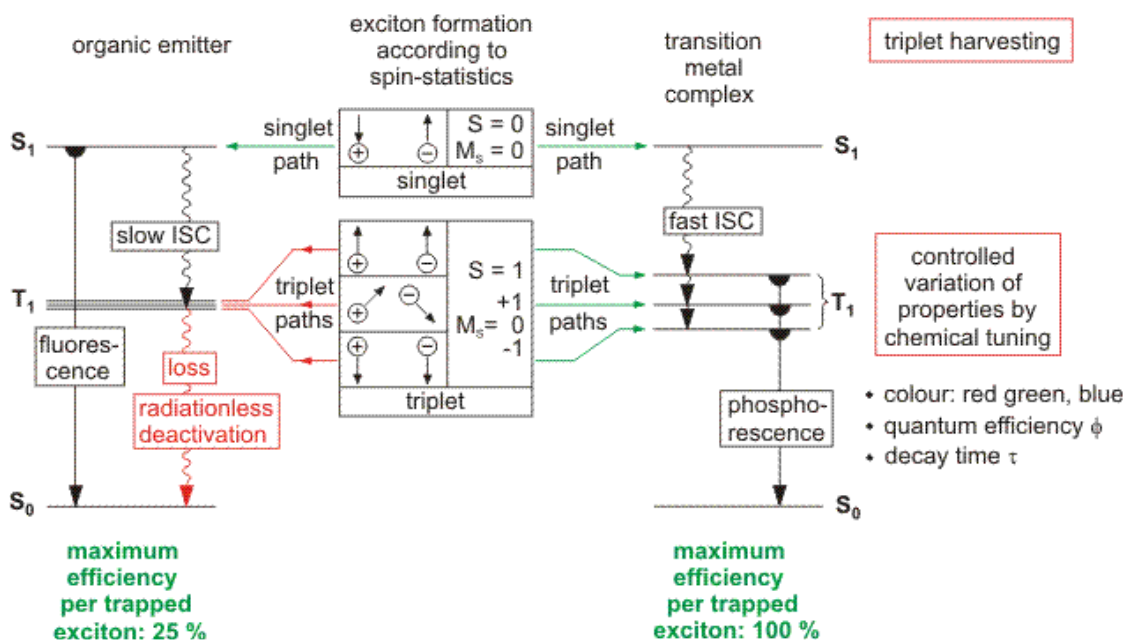 organic emitter
exciton formation
according to
spin-statistics
transition
metal
complex
triplet harvesting
S₁
singlet
path
S = 0
Mₛ = 0
singlet
singlet
path
S₁
slow ISC
fast ISC
T₁
triplet
paths
S = 1
+1
Mₛ= 0
-1
triplet
triplet
paths
T₁
controlled
variation of
properties by
chemical tuning
fluores-
cence
loss
radiationless
deactivation
phospho-
rescence
• colour: red green, blue
• quantum efficiency ϕ
• decay time τ
S₀
S₀
maximum
efficiency
per trapped
exciton: 25 %
maximum
efficiency
per trapped
exciton: 100 %